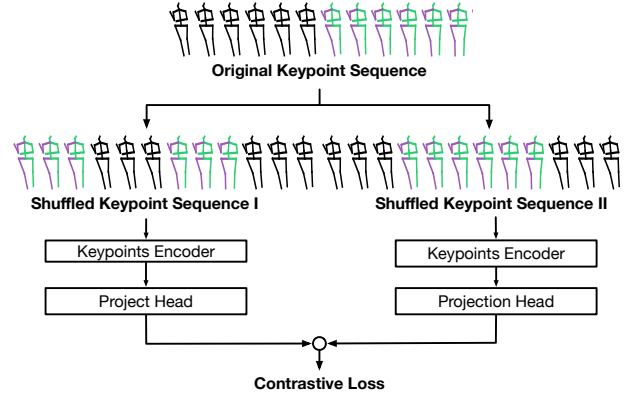 Original Keypoint Sequence
Shuffled Keypoint Sequence I
Shuffled Keypoint Sequence II
Keypoints Encoder
Keypoints Encoder
Project Head
Projection Head
Contrastive Loss